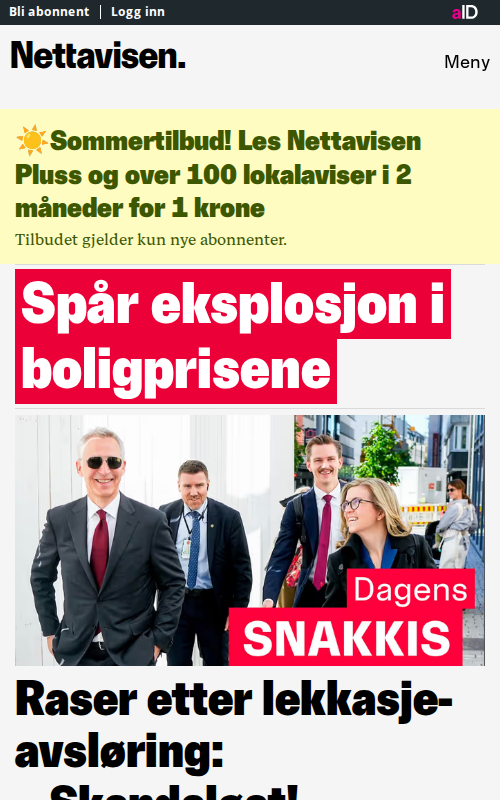 Bli abonnent
Logg inn
aID
Nettavisen.
Meny
Sommertilbud! Les Nettavisen
Pluss og over 100 lokalaviser i 2
måneder for 1 krone
Tilbudet gjelder kun nye abonnenter.
Spår eksplosjon i
boligprisene
Dagens
SNAKKIS
Raser etter lekkasje-
avsløring:
– Skandaløst!